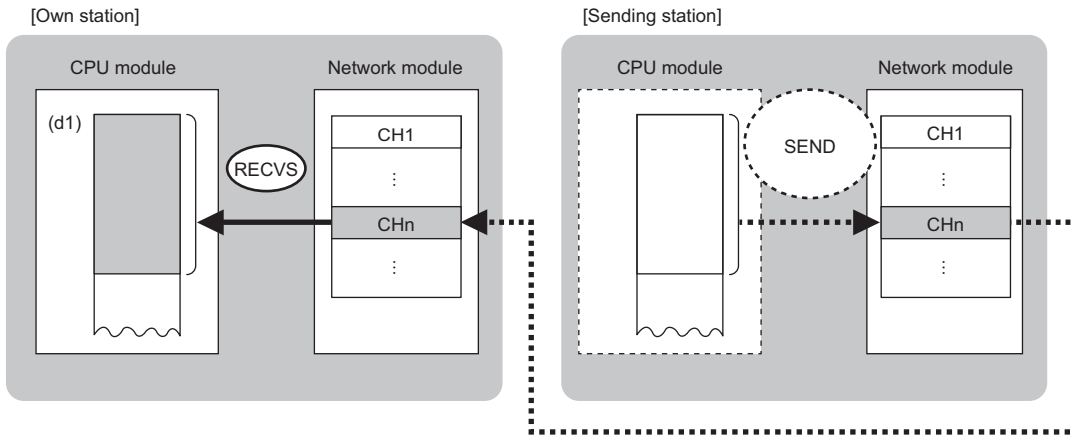 [Own station]
CPU module
Network module
(d1)
CH1
RECVS
⋮
CHn
⋮
[Sending station]
CPU module
Network module
SEND
CH1
⋮
CHn
⋮